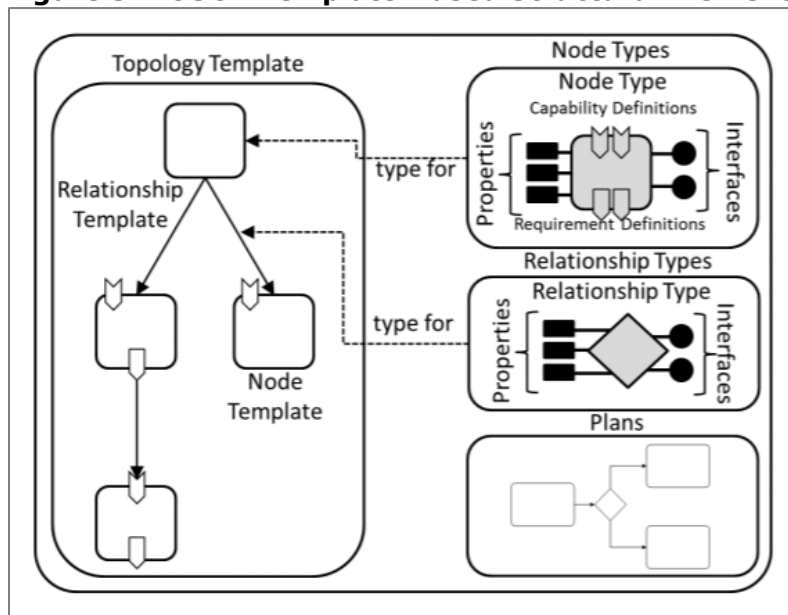 Topology Template
Relationship
Template
Node
Template
type for
type for
Node Types
Node Type
Capability Definitions
Properties
Interfaces
Requirement Definitions
Relationship Types
Relationship Type
Properties
Interfaces
Plans